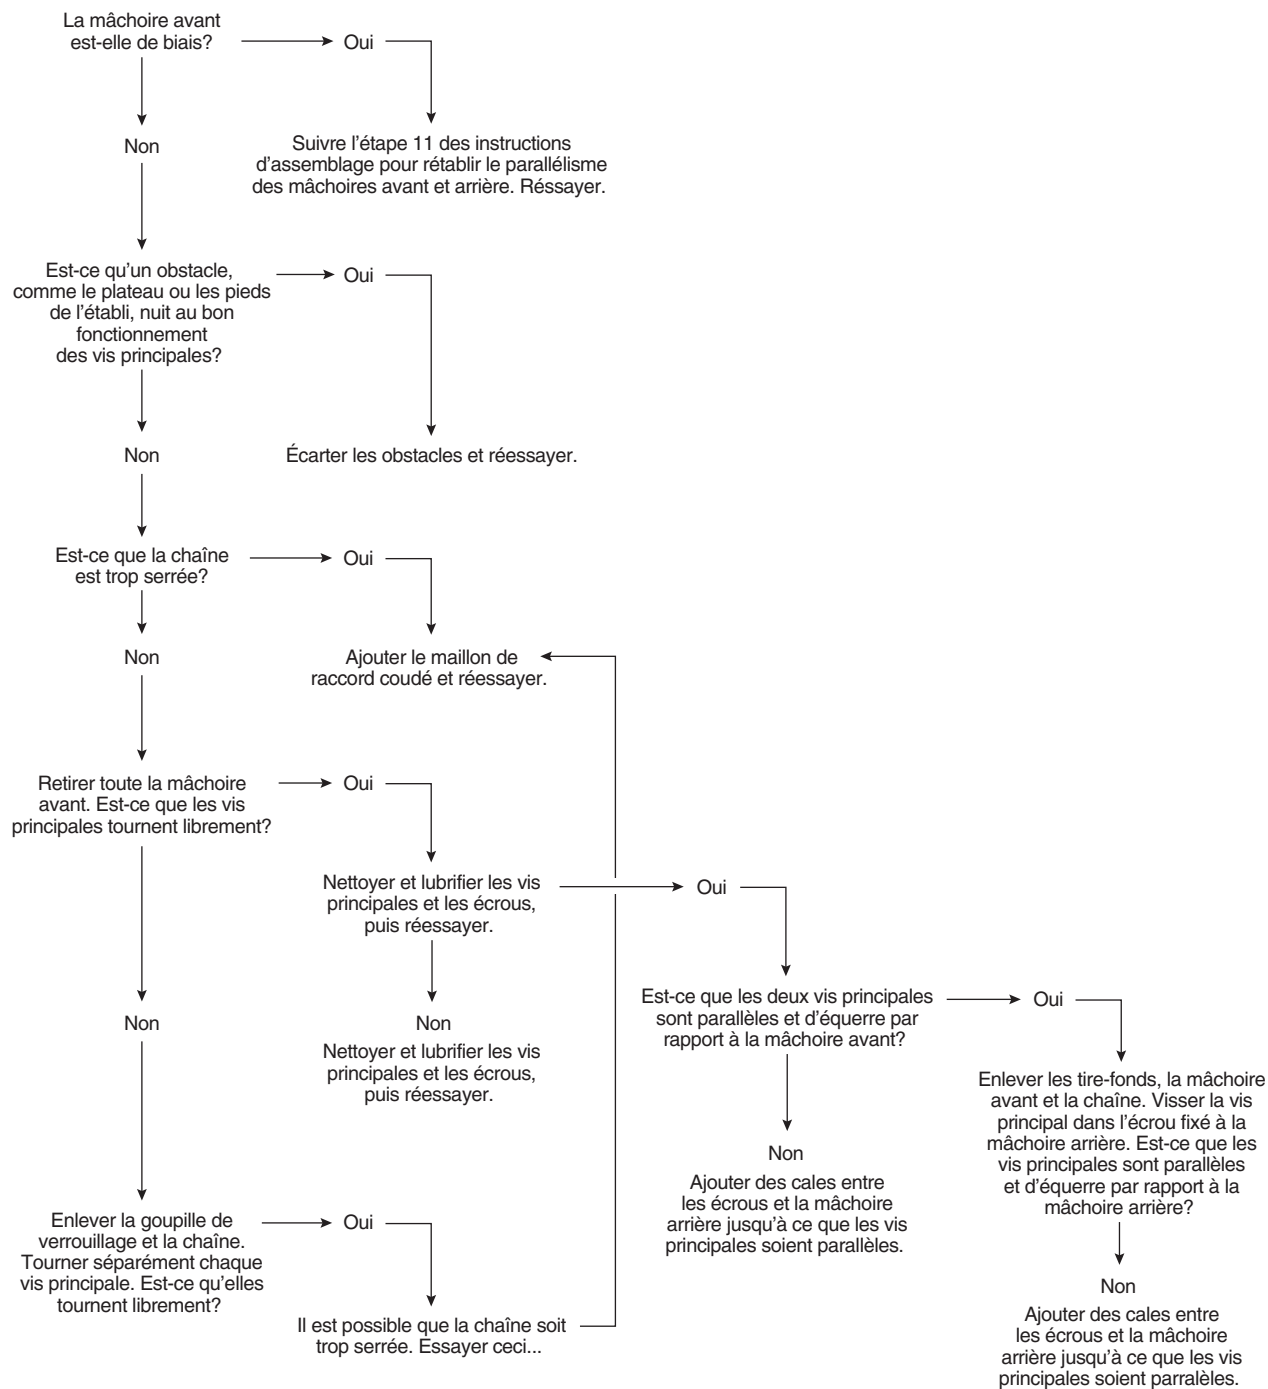 La mâchoire avant
est-elle de biais?
Oui
Non
Suivre l'étape 11 des instructions
d'assemblage pour rétablir le parallélisme
des mâchoires avant et arrière. Réssayer.
Est-ce qu'un obstacle,
comme le plateau ou les pieds
de l'établi, nuit au bon
fonctionnement
des vis principales?
Oui
Non
Écarter les obstacles et réessayer.
Est-ce que la chaîne
est trop serrée?
Oui
Non
Ajouter le maillon de
raccord coudé et réessayer.
Retirer toute la mâchoire
avant. Est-ce que les vis
principales tournent librement?
Oui
Nettoyer et lubrifier les vis
principales et les écrous,
puis réessayer.
Oui
Est-ce que les deux vis principales
sont parallèles et d'équerre par
rapport à la mâchoire avant?
Oui
Non
Non
Nettoyer et lubrifier les vis
principales et les écrous,
puis réessayer.
Enlever les tire-fonds, la mâchoire
avant et la chaîne. Visser la vis
principal dans l'écrou fixé à la
mâchoire arrière. Est-ce que les
vis principales sont parallèles
et d'équerre par rapport à la
mâchoire arrière?
Non
Ajouter des cales entre
les écrous et la mâchoire
arrière jusqu'à ce que les vis
principales soient parallèles.
Enlever la goupille de
verrouillage et la chaîne.
Tourner séparément chaque
vis principale. Est-ce qu'elles
tournent librement?
Oui
Il est possible que la chaîne soit
trop serrée. Essayer ceci...
Non
Ajouter des cales entre
les écrous et la mâchoire
arrière jusqu'à ce que les vis
principales soient parralèles.